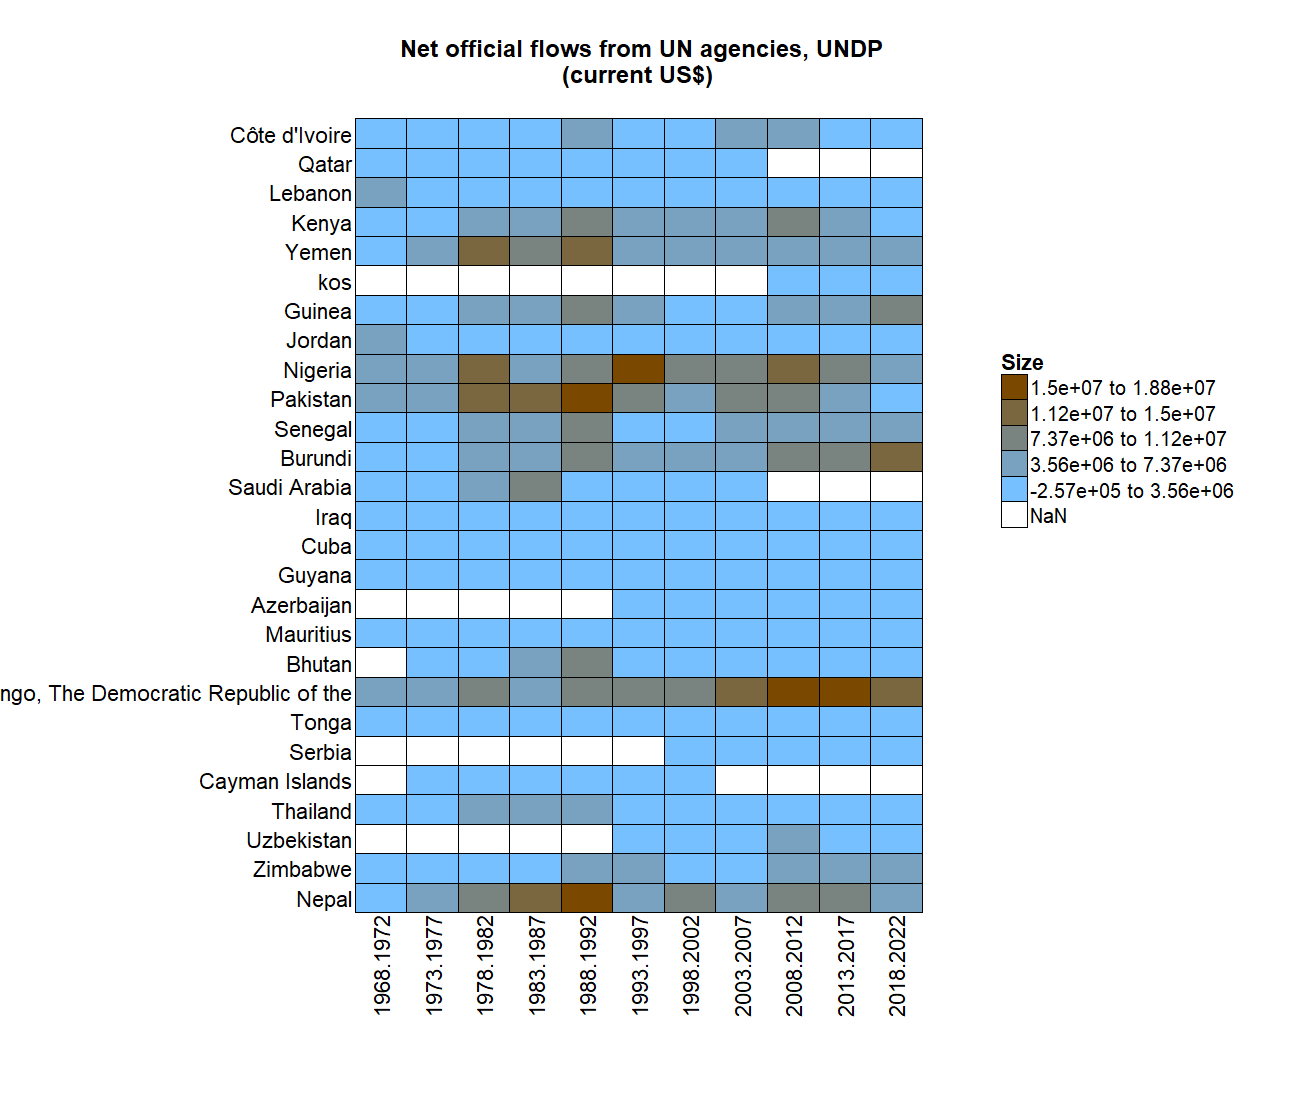 Net official flows from UN agencies, UNDP
(current US$)
Côte d'Ivoire
Qatar
Lebanon
Kenya
Yemen
kos
Guinea
Jordan
Nigeria
Pakistan
Senegal
Burundi
Saudi Arabia
Iraq
Cuba
Guyana
Azerbaijan
Mauritius
Bhutan
ngo, The Democratic Republic of the
Tonga
Serbia
Cayman Islands
Thailand
Uzbekistan
Zimbabwe
Nepal
1968.1972
1973.1977
1978.1982
1983.1987
1988.1992
1993.1997
1998.2002
2003.2007
2008.2012
2013.2017
2018.2022
Size
1.5e+07 to 1.88e+07
1.12e+07 to 1.5e+07
7.37e+06 to 1.12e+07
3.56e+06 to 7.37e+06
-2.57e+05 to 3.56e+06
NaN